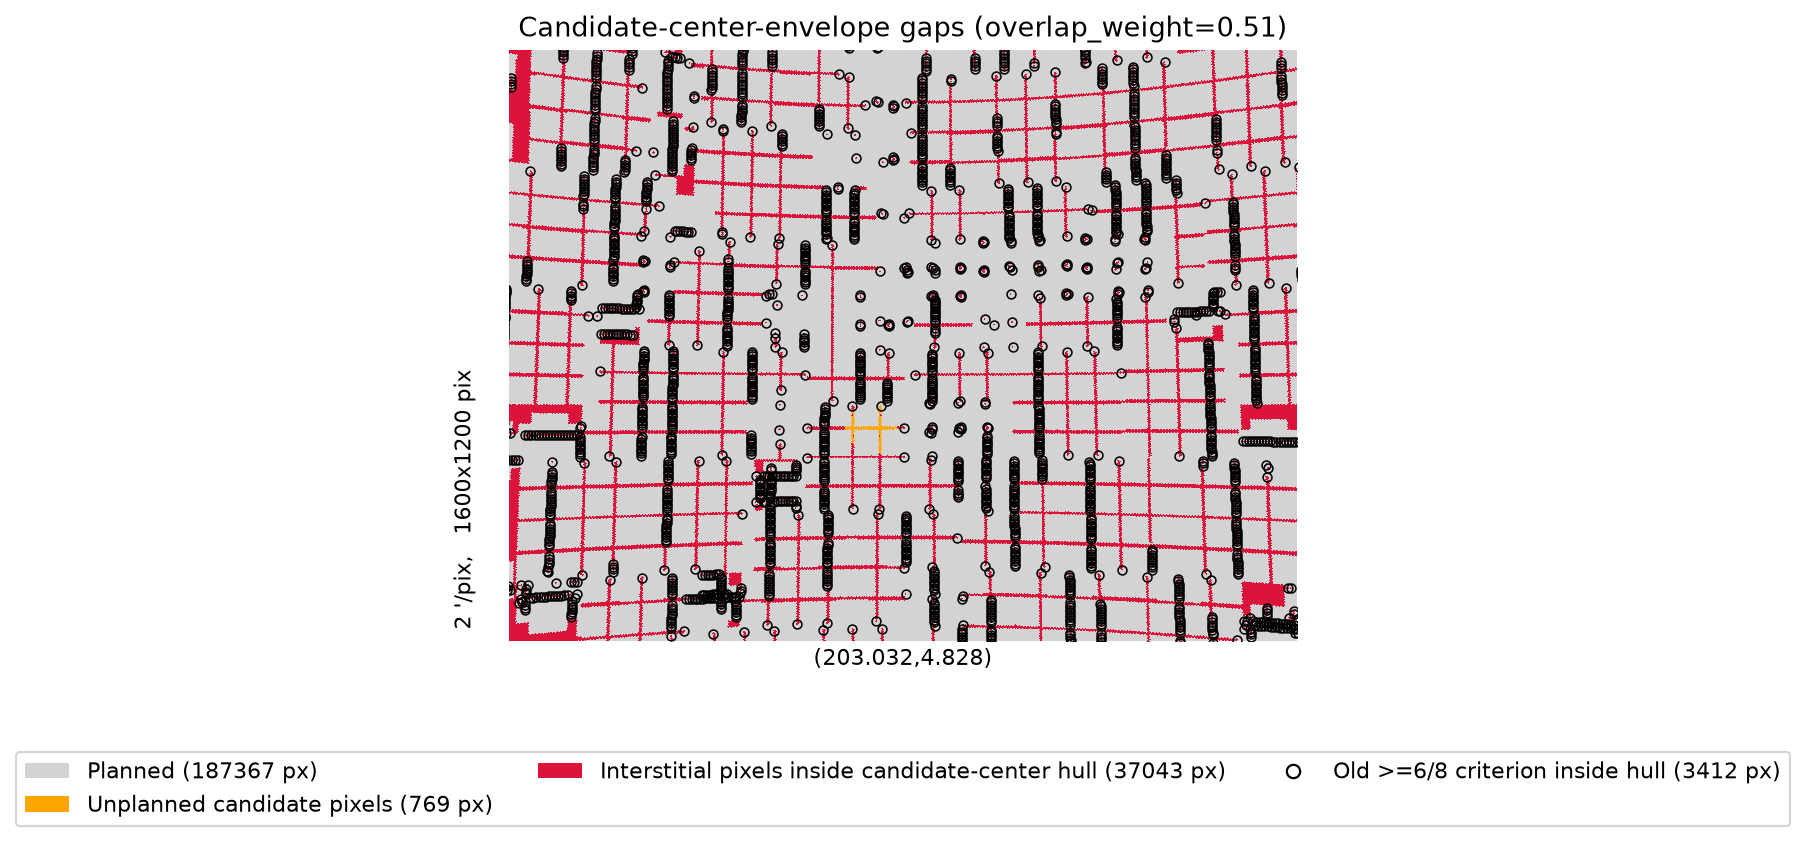 Candidate-center-envelope gaps (overlap_weight=0.51)
2 '/pix,   1600x1200 pix
(203.032,4.828)
Planned (187367 px)
Unplanned candidate pixels (769 px)
Interstitial pixels inside candidate-center hull (37043 px)
Old >=6/8 criterion inside hull (3412 px)